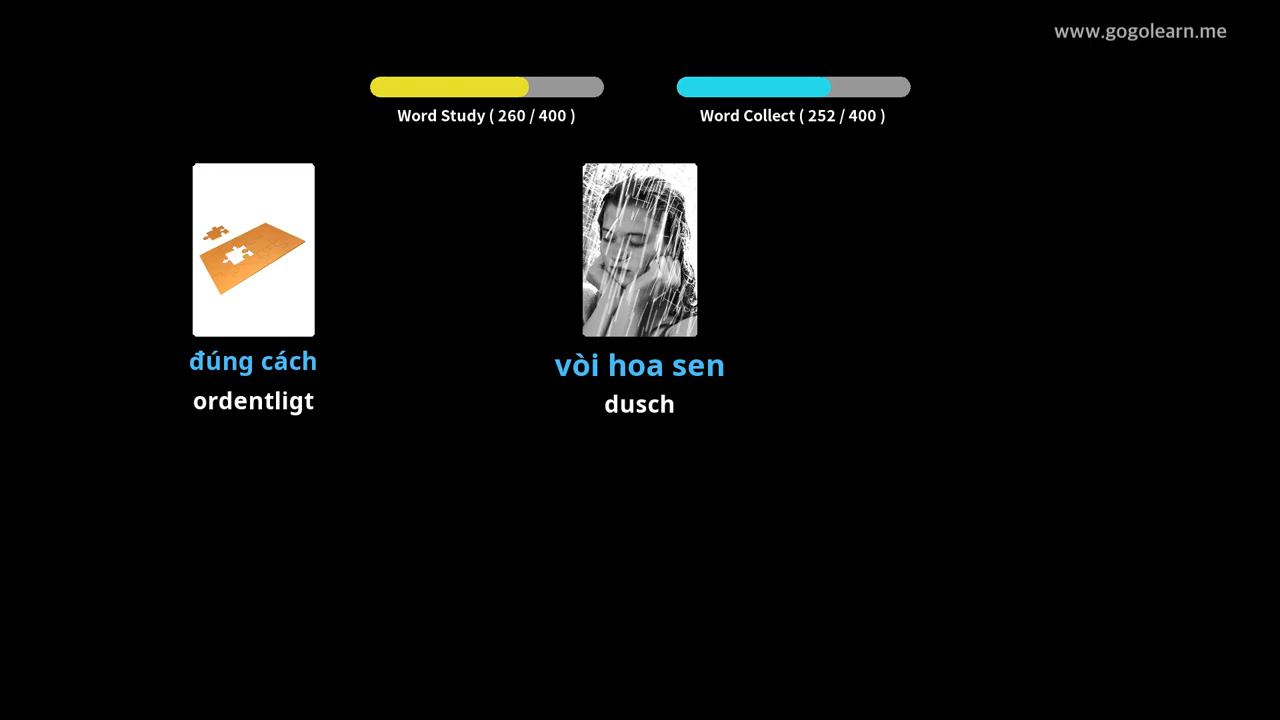 www.gogolearn.me
Word Study ( 260 / 400 )
Word Collect ( 252 / 400 )
đúng cách
ordentligt
vòi hoa sen
dusch